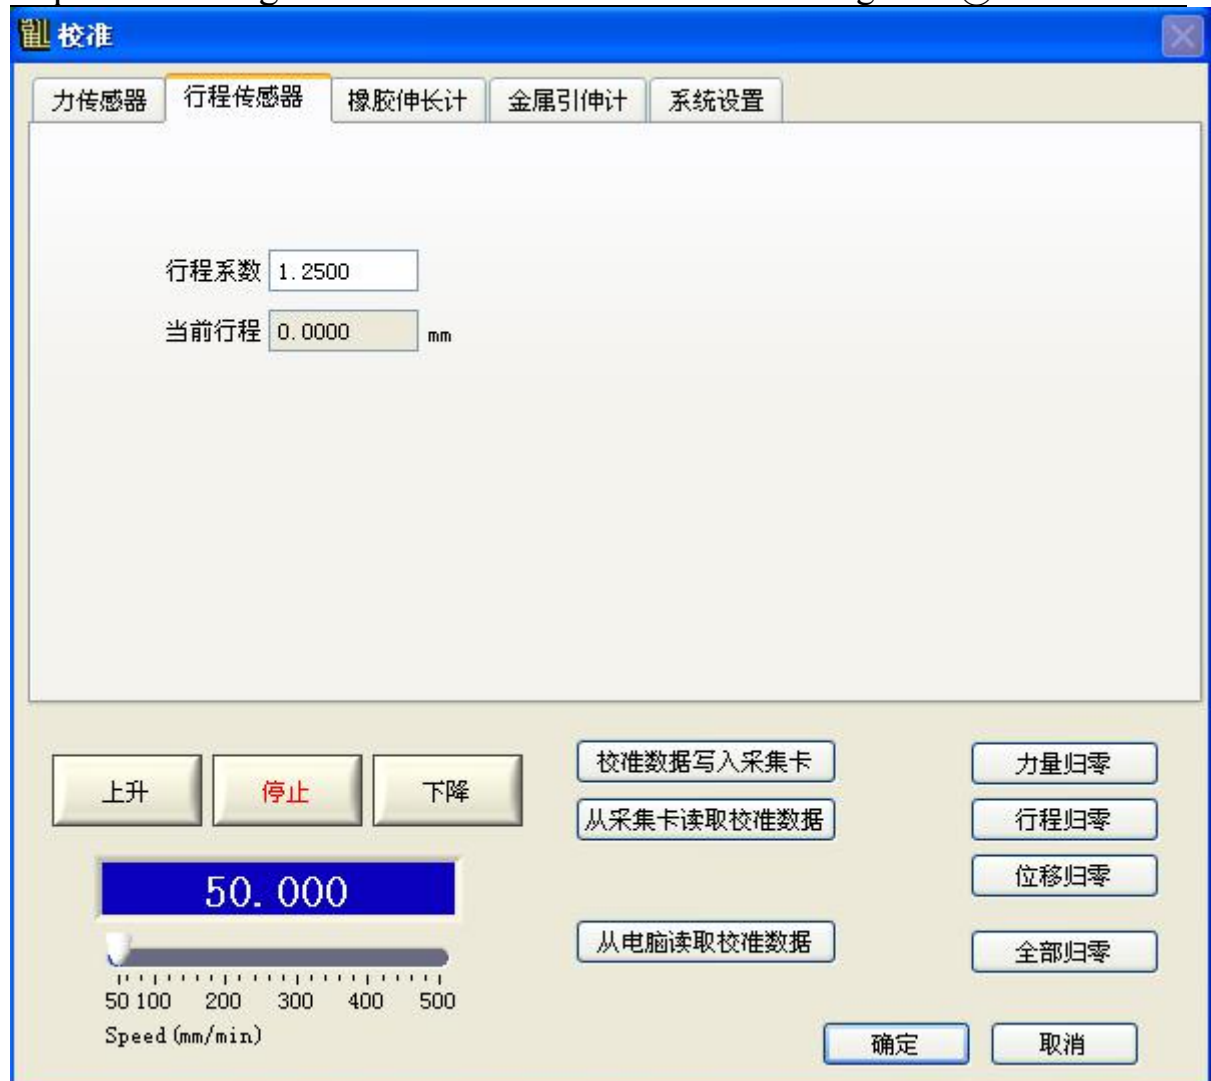 校准
力传感器 行程传感器 橡胶伸长计 金属引伸计 系统设置
行程系数 1.2500
当前行程 0.0000 mm
校准数据写入采集卡 力量归零
上升 停止 下降
从采集卡读取校准数据 行程归零
50.000 位移归零
从电脑读取校准数据 全部归零
50 100 200 300 400 500
Speed(mm/min)
确定 取消